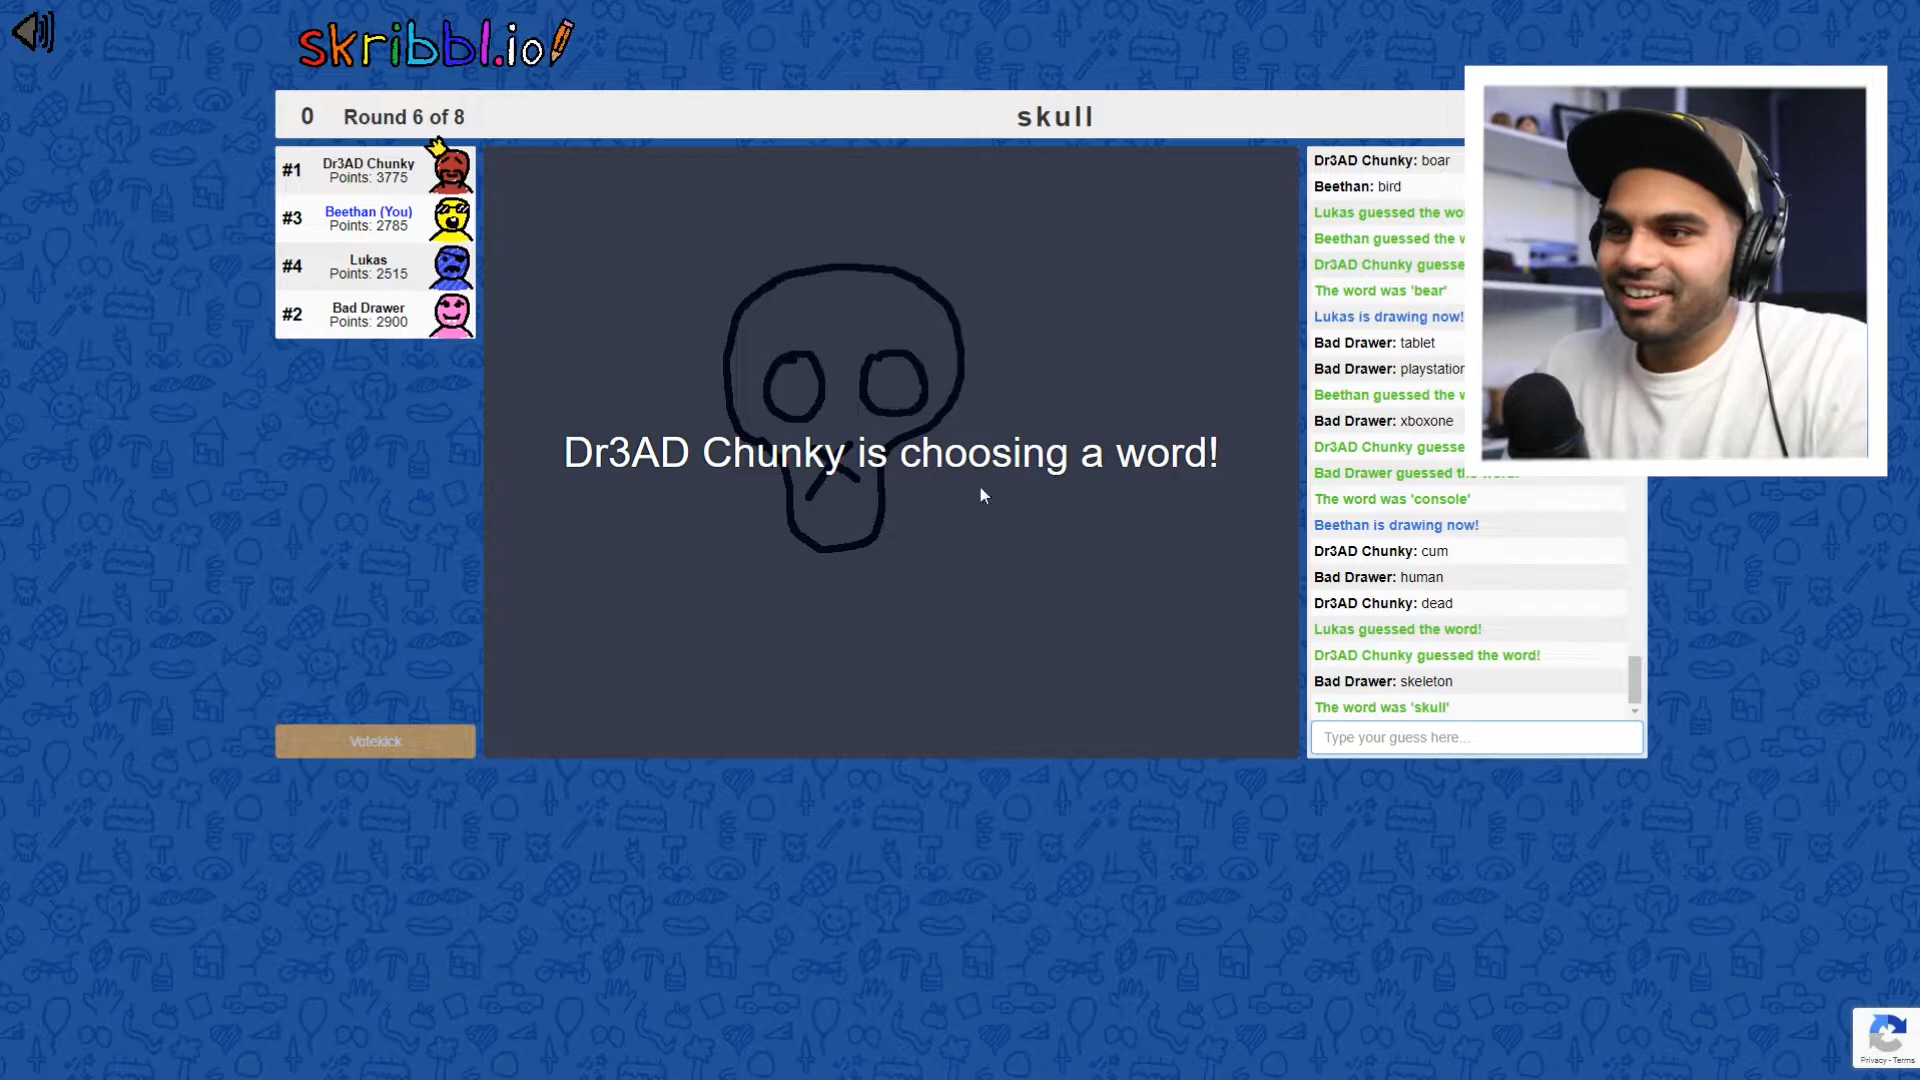 skribbl.io
0 Round 6 of 8
skull
#1 Dr3AD Chunky
Points: 3775
#3 Beethan (You)
Points: 2785
#4 Lukas
Points: 2515
#2 Bad Drawer
Points: 2900
Votekick
Dr3AD Chunky is choosing a word!
Dr3AD Chunky: boar
Beethan: bird
Lukas guessed the wo
Beethan guessed the w
Dr3AD Chunky guesse
The word was 'bear'
Lukas is drawing now!
Bad Drawer: tablet
Bad Drawer: playstation
Beethan guessed the w
Bad Drawer: xboxone
Dr3AD Chunky guesse
Bad Drawer guessed the word!
The word was 'console'
Beethan is drawing now!
Dr3AD Chunky: cum
Bad Drawer: human
Dr3AD Chunky: dead
Lukas guessed the word!
Dr3AD Chunky guessed the word!
Bad Drawer: skeleton
The word was 'skull'
Type your guess here...
Privacy - Terms